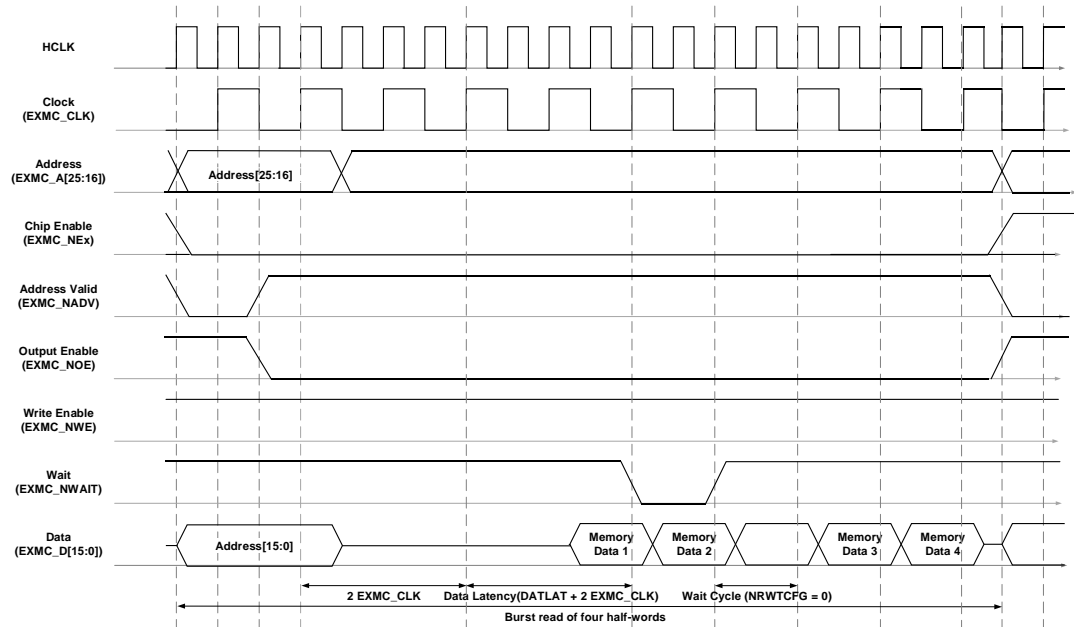 HCLK
Clock
(EXMC_CLK)
Address
(EXMC_A[25:16])
Address[25:16]
Chip Enable
(EXMC_NEx)
Address Valid
(EXMC_NADV)
Output Enable
(EXMC_NOE)
Write Enable
(EXMC_NWE)
Wait
(EXMC_NWAIT)
Data
(EXMC_D[15:0])
Address[15:0]
Memory
Data 1
Memory
Data 2
Memory
Data 3
Memory
Data 4
2 EXMC_CLK
Data Latency(DATLAT + 2 EXMC_CLK)
Wait Cycle (NRWTCFG = 0)
Burst read of four half-words